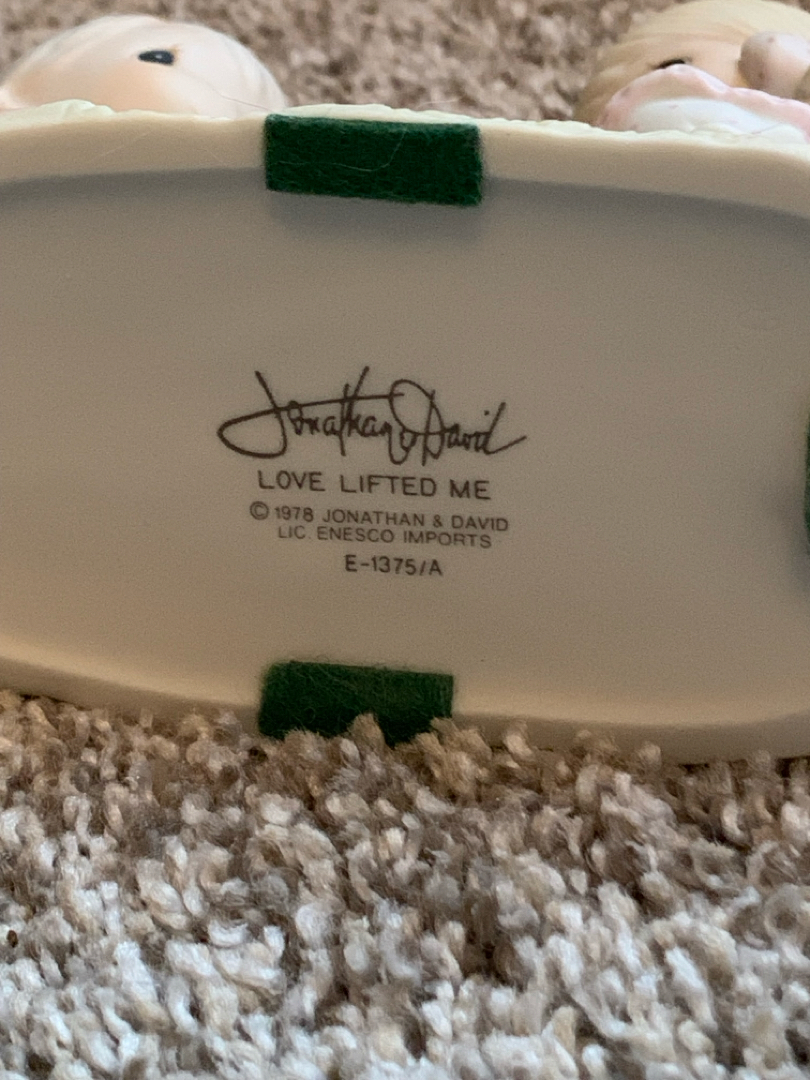 Jonathan & David
LOVE LIFTED ME
© 1978 JONATHAN & DAVID
LIC. ENESCO IMPORTS
E-1375/A